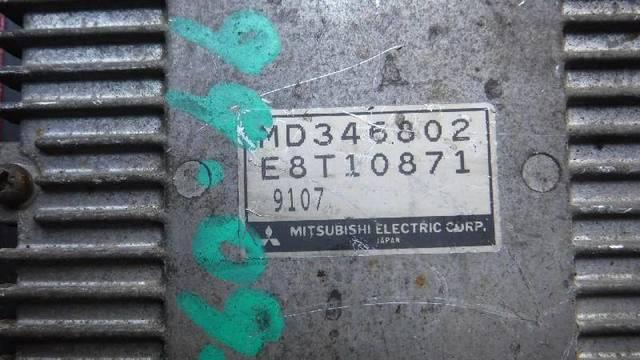 MD346802
E8T10871
9107
MITSUBISHI ELECTRIC CORP.
JAPAN